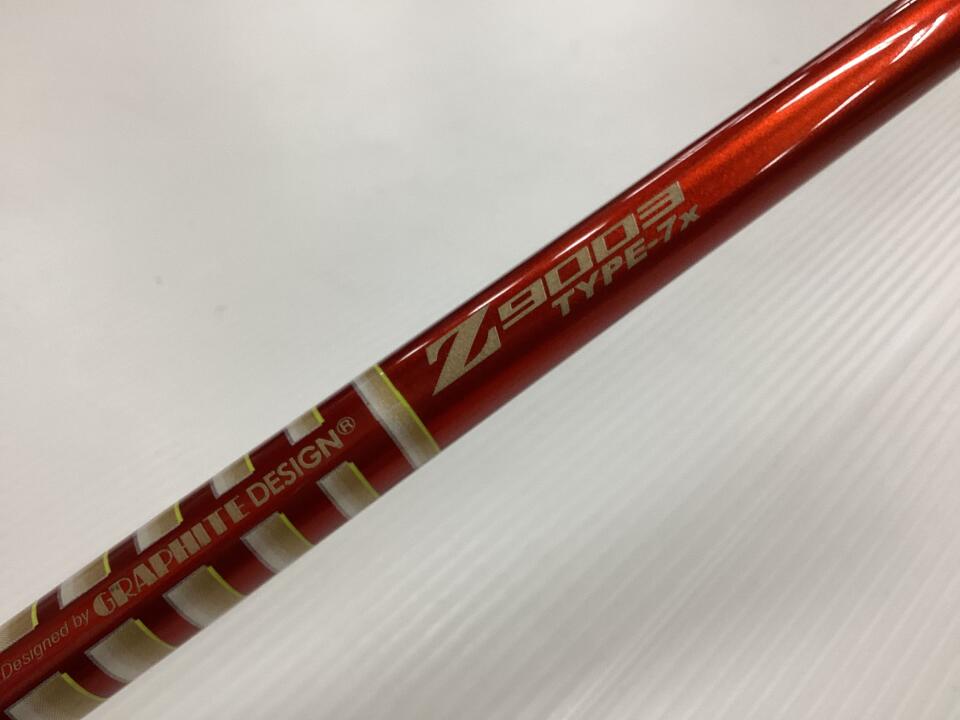 Z9003
TYPE-7x
Designed by GRAPHITE DESIGN®